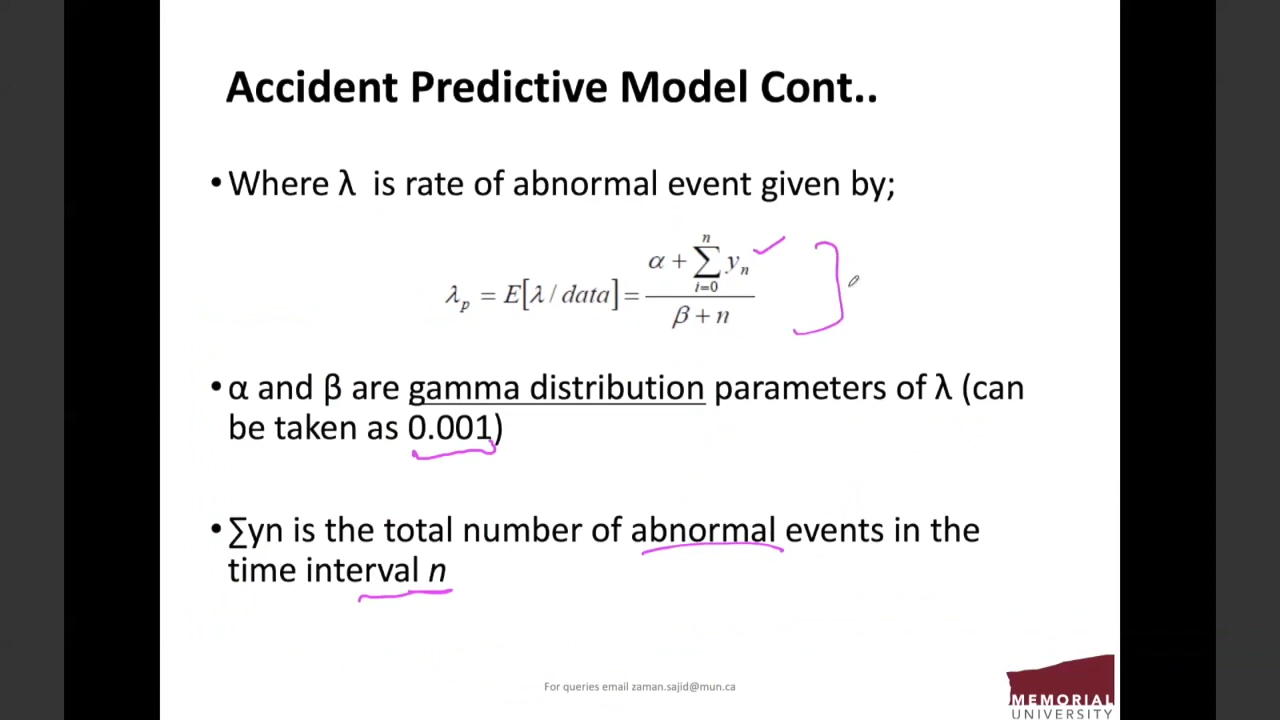 Accident Predictive Model Cont..
• Where λ is rate of abnormal event given by;
λ_p = E[λ / data] = (α + ∑_{i=0}^{n} y_n) / (β + n)
• α and β are gamma distribution parameters of λ (can
be taken as 0.001)
• ∑yn is the total number of abnormal events in the
time interval n
For queries email zaman.sajid@mun.ca
MEMORIAL
UNIVERSITY